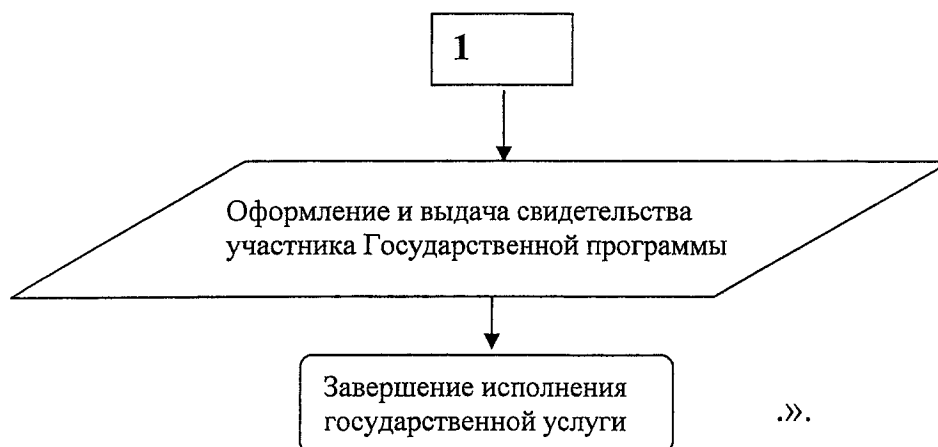 1
Оформление и выдача свидетельства
участника Государственной программы
Завершение исполнения
государственной услуги
.».